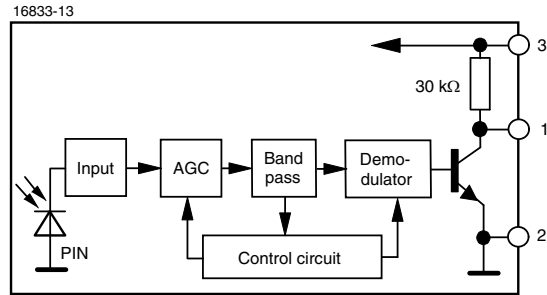 16833-13
3
30 kΩ
1
Input
AGC
Band
pass
Demo-
dulator
PIN
2
Control circuit